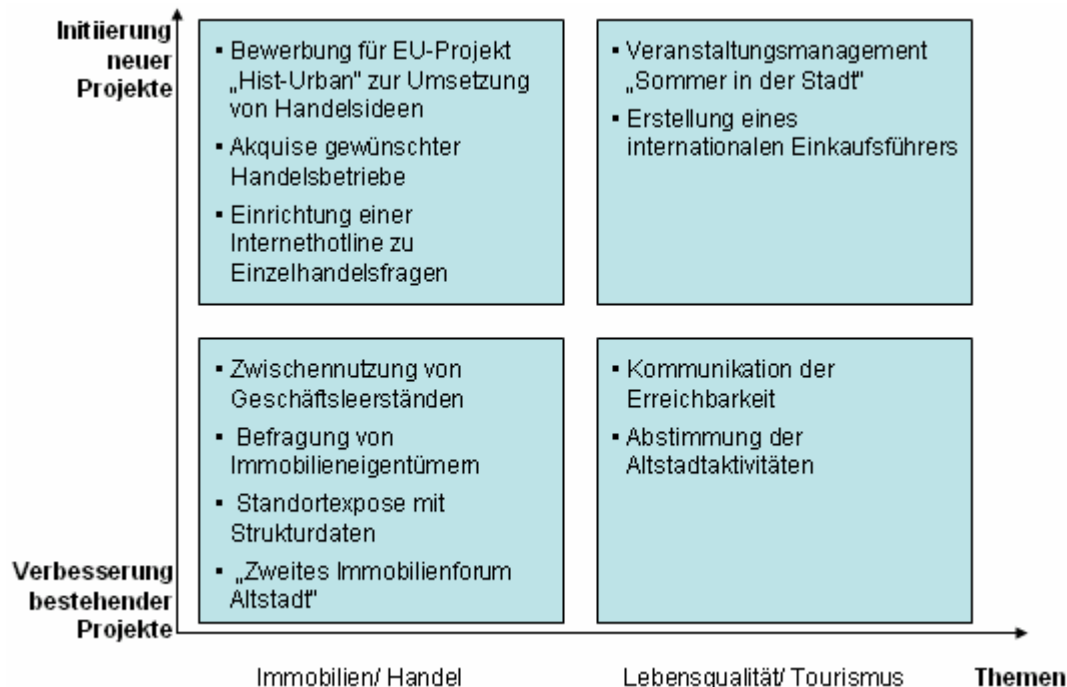 Initiierung
neuer
Projekte
▪ Bewerbung für EU-Projekt
„Hist-Urban" zur Umsetzung
von Handelsideen
▪ Akquise gewünschter
Handelsbetriebe
▪ Einrichtung einer
Internethotline zu
Einzelhandelsfragen
▪ Veranstaltungsmanagement
„Sommer in der Stadt"
▪ Erstellung eines
internationalen Einkaufsführers
▪ Zwischennutzung von
Geschäftsleerständen
▪ Befragung von
Immobilieneigentümern
▪ Standortexpose mit
Strukturdaten
▪ „Zweites Immobilienforum
Altstadt"
▪ Kommunikation der
Erreichbarkeit
▪ Abstimmung der
Altstadtaktivitäten
Verbesserung
bestehender
Projekte
Immobilien/ Handel
Lebensqualität/ Tourismus
Themen